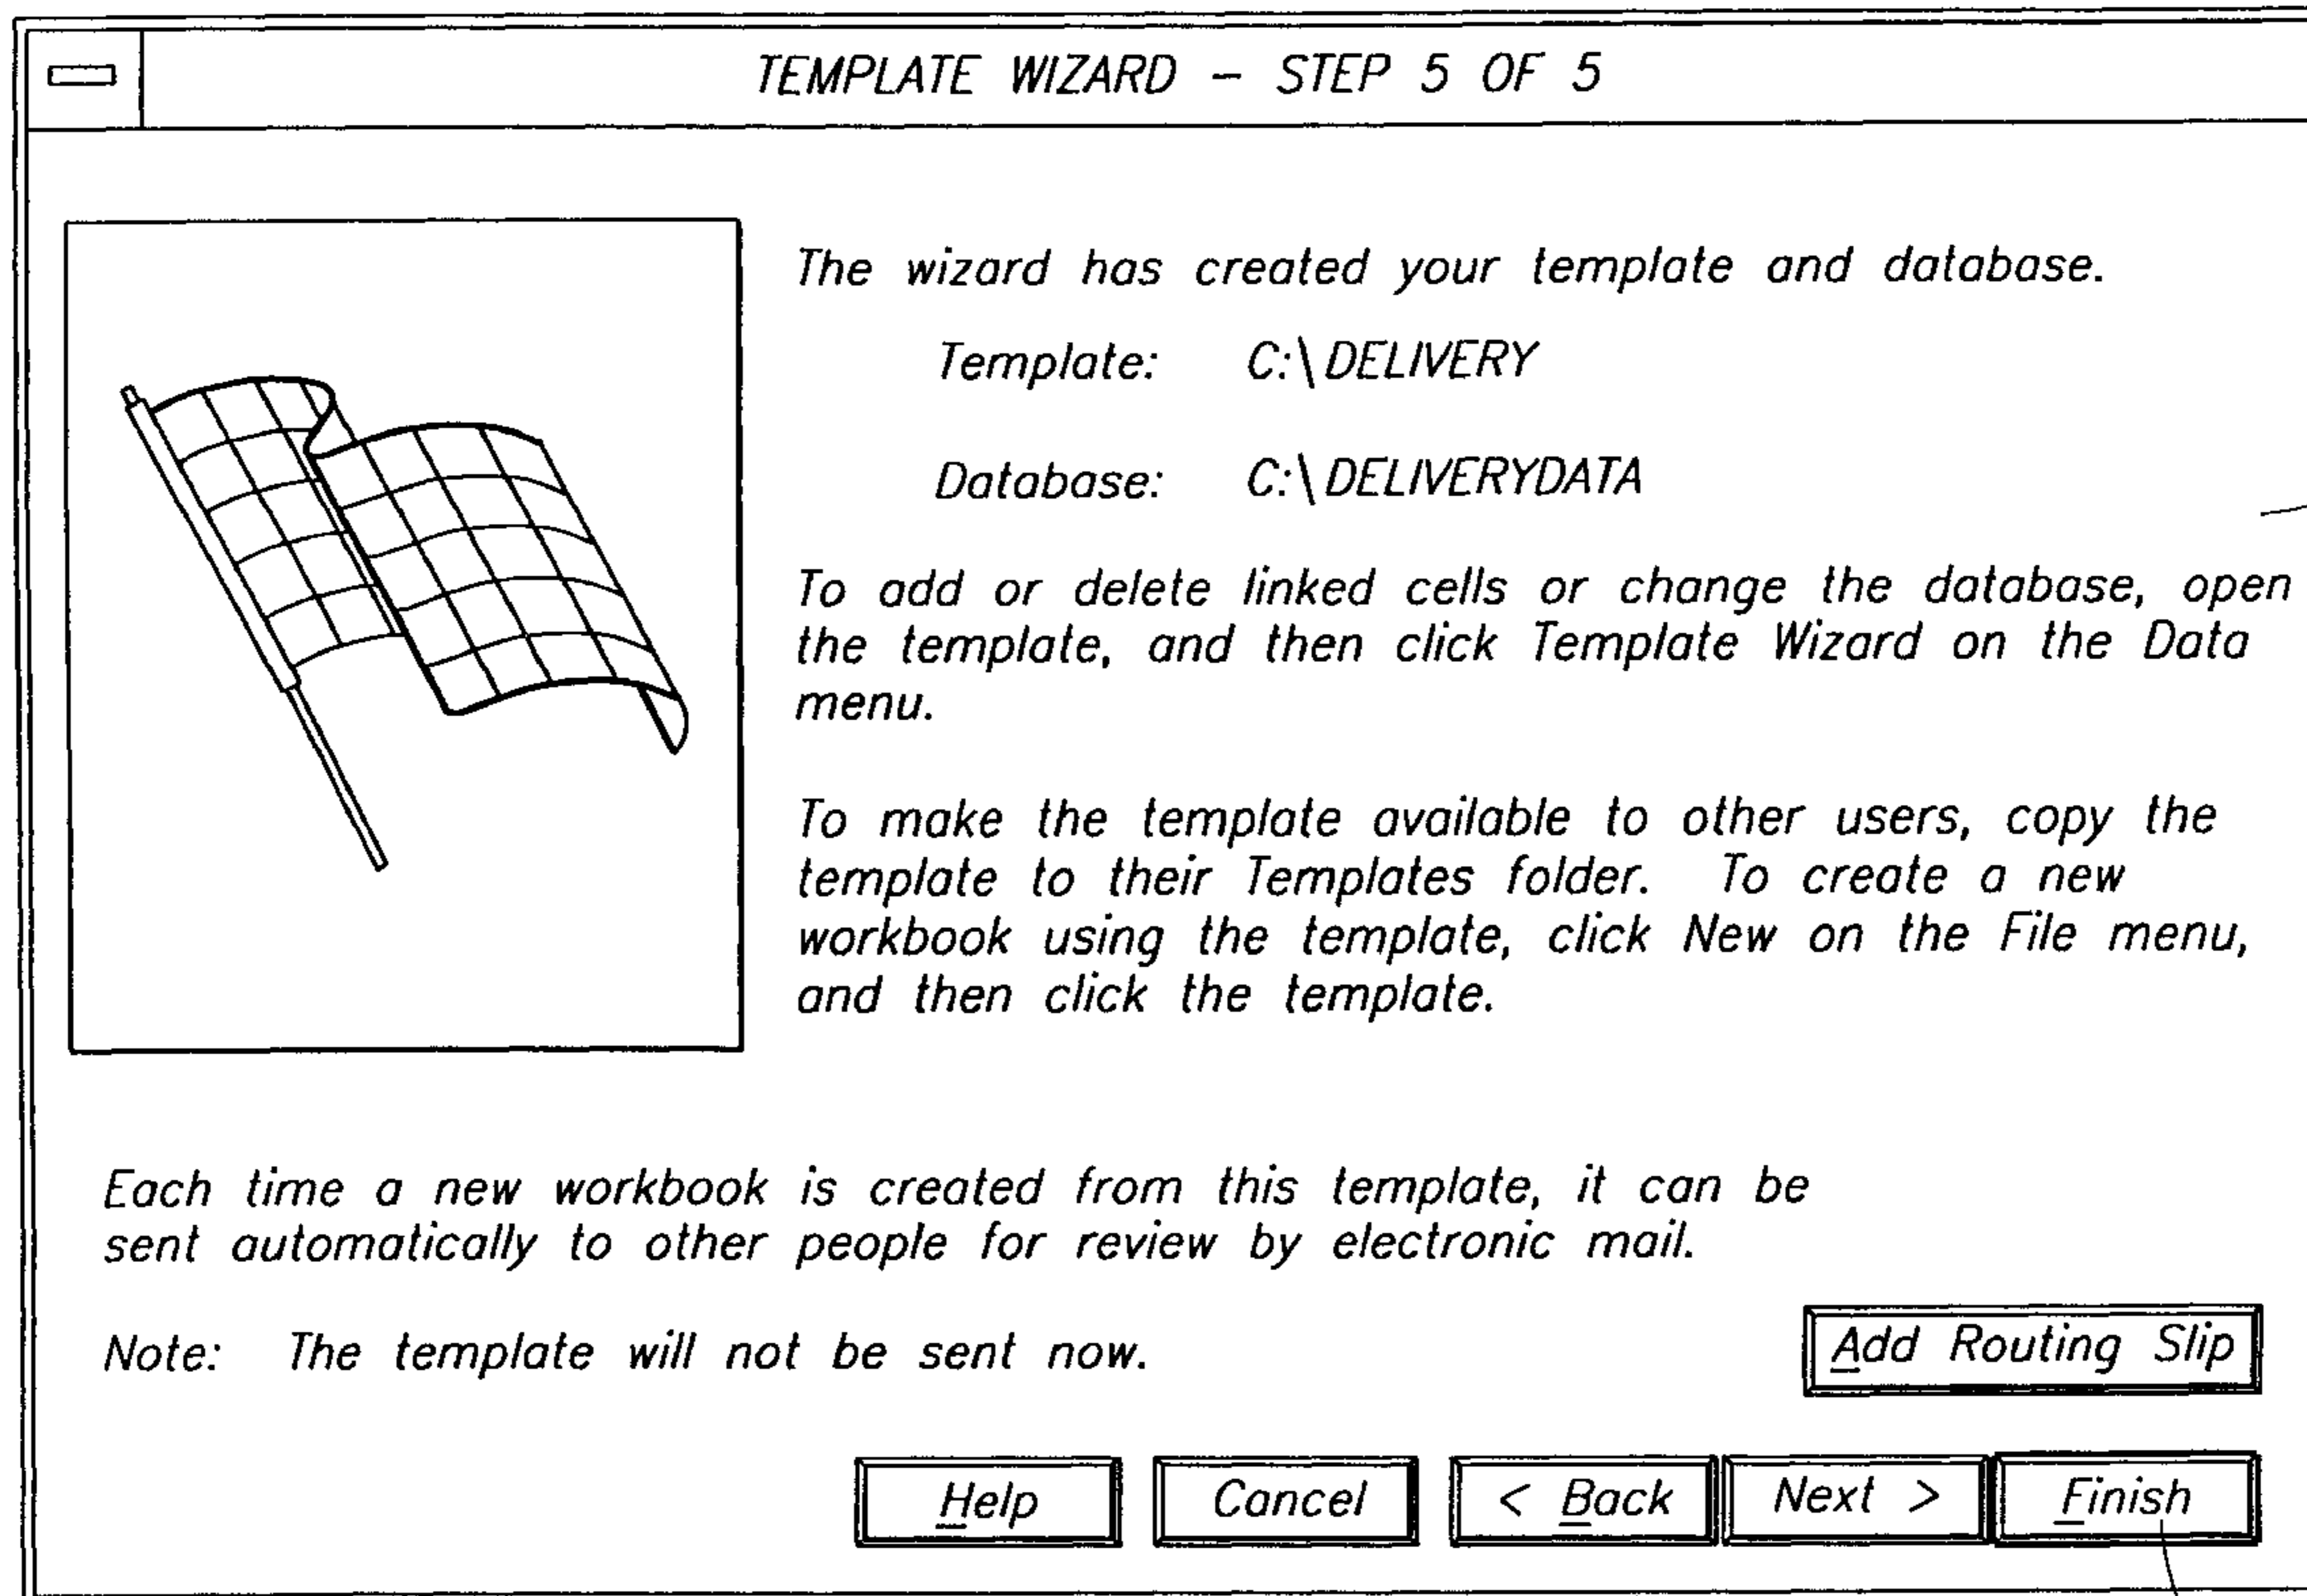 TEMPLATE WIZARD – STEP 5 OF 5
The wizard has created your template and database.
Template: C:\DELIVERY
Database: C:\DELIVERYDATA
To add or delete linked cells or change the database, open
the template, and then click Template Wizard on the Data
menu.
To make the template available to other users, copy the
template to their Templates folder. To create a new
workbook using the template, click New on the File menu,
and then click the template.
Each time a new workbook is created from this template, it can be
sent automatically to other people for review by electronic mail.
Note: The template will not be sent now.
Add Routing Slip
Help Cancel < Back Next > Finish